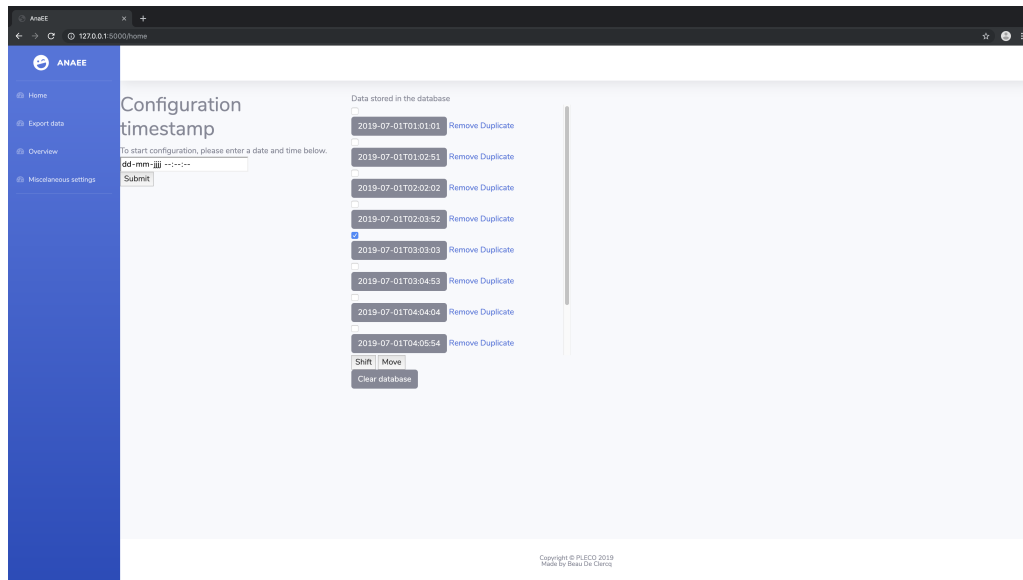 AnaEE
127.0.0.1:5000/home
ANAEE
Home
Export data
Overview
Miscelaneous settings
Configuration
timestamp
To start configuration, please enter a date and time below.
dd-mm-jjjj --:--:--
Submit
Data stored in the database
2019-07-01T01:01:01 Remove Duplicate
2019-07-01T01:02:51 Remove Duplicate
2019-07-01T02:02:02 Remove Duplicate
2019-07-01T02:03:52 Remove Duplicate
2019-07-01T03:03:03 Remove Duplicate
2019-07-01T03:04:53 Remove Duplicate
2019-07-01T04:04:04 Remove Duplicate
2019-07-01T04:05:54 Remove Duplicate
Shift Move
Clear database
Copyright © PLECO 2019
Made by Beau De Clercq